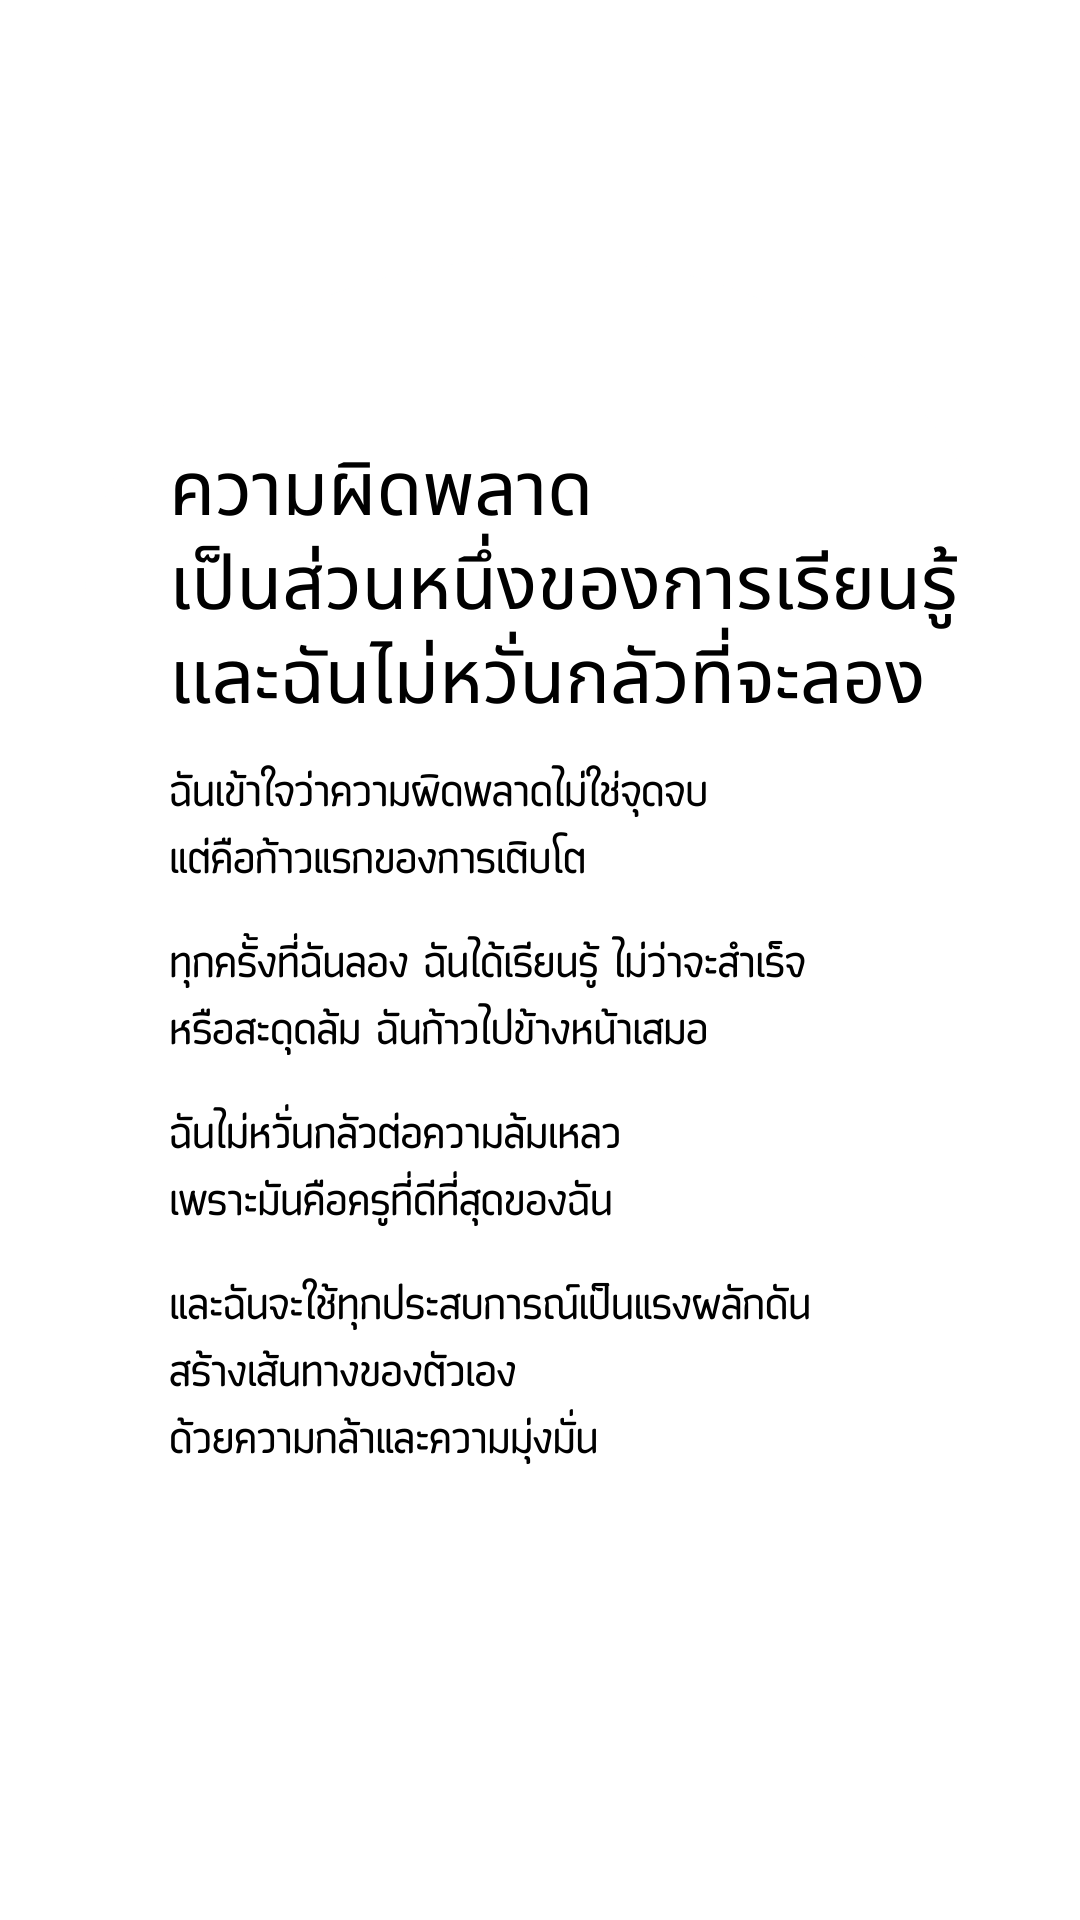 ความผิดพลาด
เป็นส่วนหนึ่งของการเรียนรู้
และฉันไม่หวั่นกลัวที่จะลอง
ฉันเข้าใจว่าความผิดพลาดไม่ใช่จุดจบ
แต่คือก้าวแรกของการเติบโต
ทุกครั้งที่ฉันลอง ฉันได้เรียนรู้ ไม่ว่าจะสำเร็จ
หรือสะดุดล้ม ฉันก้าวไปข้างหน้าเสมอ
ฉันไม่หวั่นกลัวต่อความล้มเหลว
เพราะมันคือครูที่ดีที่สุดของฉัน
และฉันจะใช้ทุกประสบการณ์เป็นแรงผลักดัน
สร้างเส้นทางของตัวเอง
ด้วยความกล้าและความมุ่งมั่น